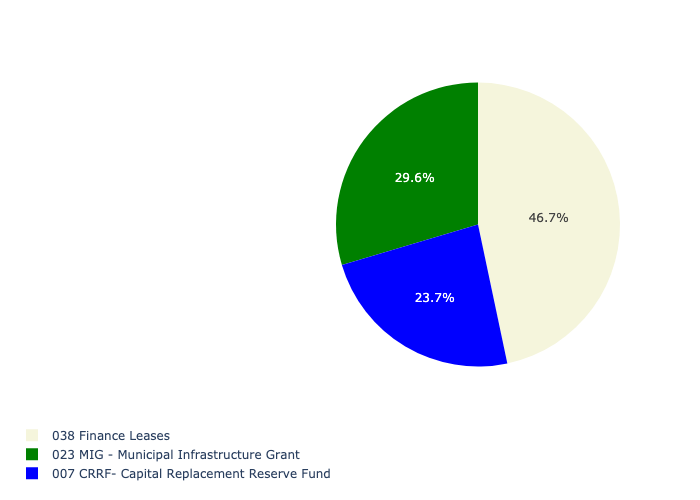 29.6%
46.7%
23.7%
038 Finance Leases
023 MIG - Municipal Infrastructure Grant
007 CRRF- Capital Replacement Reserve Fund